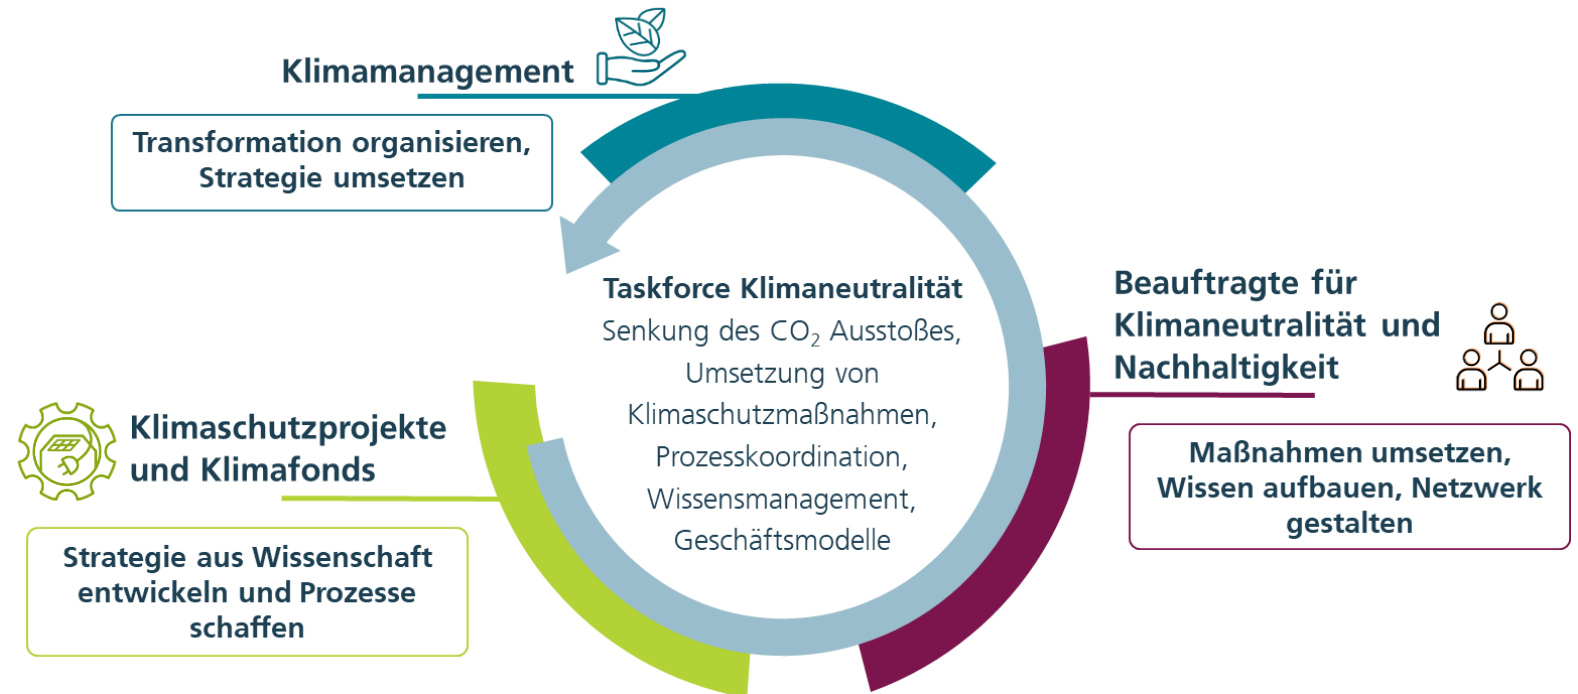 Klimamanagement
Transformation organisieren,
Strategie umsetzen
Taskforce Klimaneutralität
Senkung des CO₂ Ausstoßes,
Umsetzung von
Klimaschutzmaßnahmen,
Prozesskoordination,
Wissensmanagement,
Geschäftsmodelle
Beauftragte für
Klimaneutralität und
Nachhaltigkeit
Maßnahmen umsetzen,
Wissen aufbauen, Netzwerk
gestalten
Klimaschutzprojekte
und Klimafonds
Strategie aus Wissenschaft
entwickeln und Prozesse
schaffen